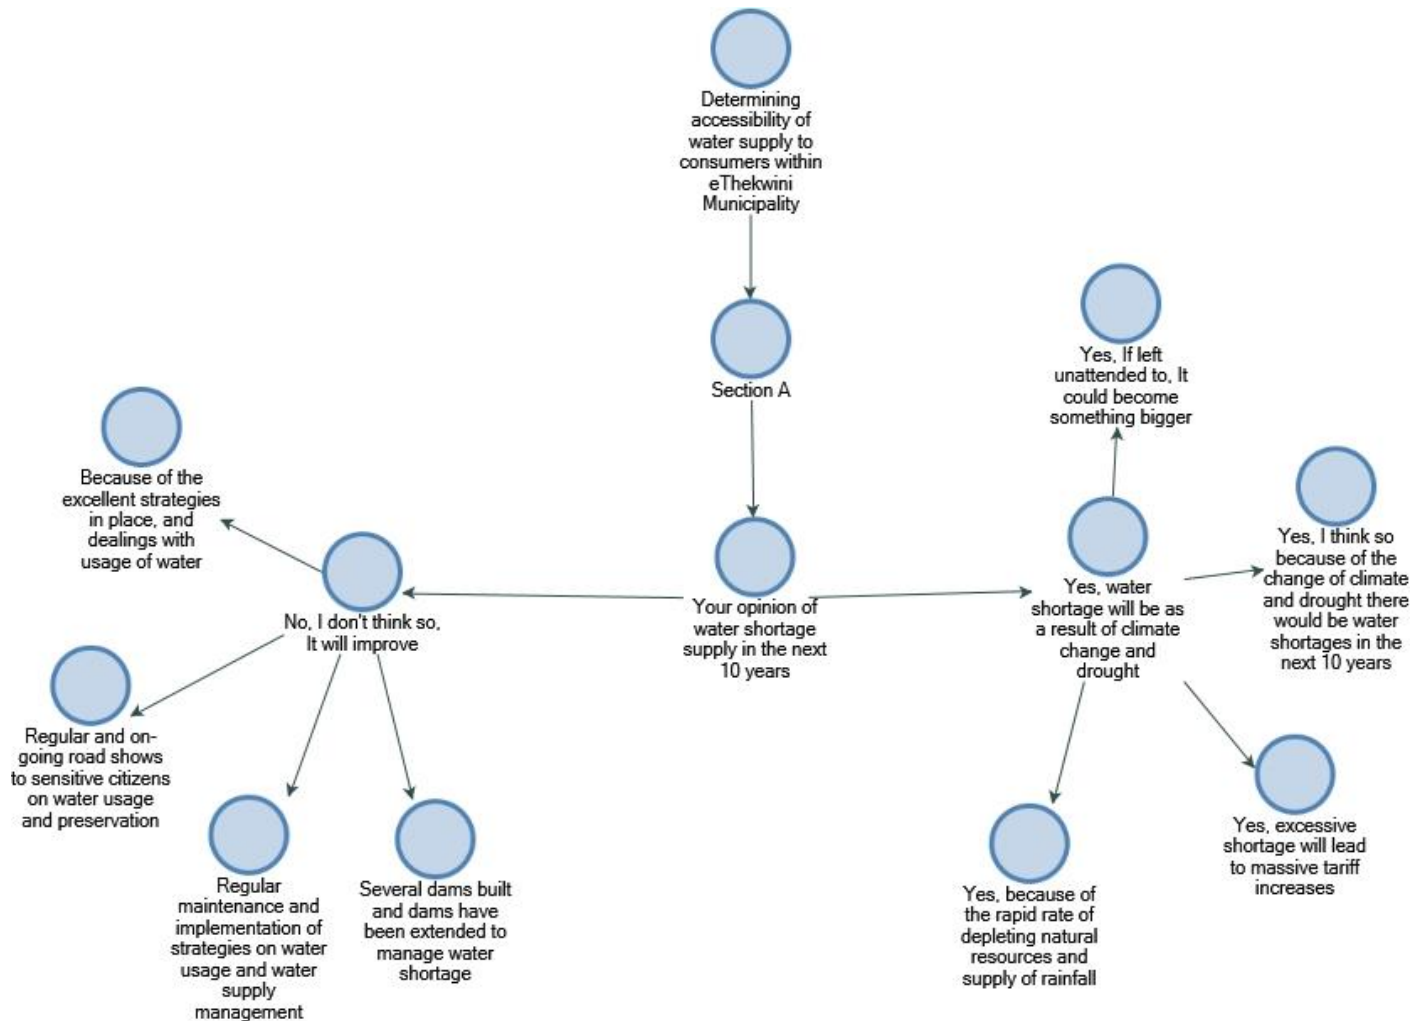 Determining
accessibility of
water supply to
consumers within
eThekwini
Municipality
Section A
Your opinion of
water shortage
supply in the next
10 years
No, I don't think so,
It will improve
Because of the
excellent strategies
in place, and
dealings with
usage of water
Regular and on-
going road shows
to sensitive citizens
on water usage
and preservation
Regular
maintenance and
implementation of
strategies on water
usage and water
supply
management
Several dams built
and dams have
been extended to
manage water
shortage
Yes, water
shortage will be as
a result of climate
change and
drought
Yes, If left
unattended to, It
could become
something bigger
Yes, I think so
because of the
change of climate
and drought there
would be water
shortages in the
next 10 years
Yes, excessive
shortage will lead
to massive tariff
increases
Yes, because of
the rapid rate of
depleting natural
resources and
supply of rainfall